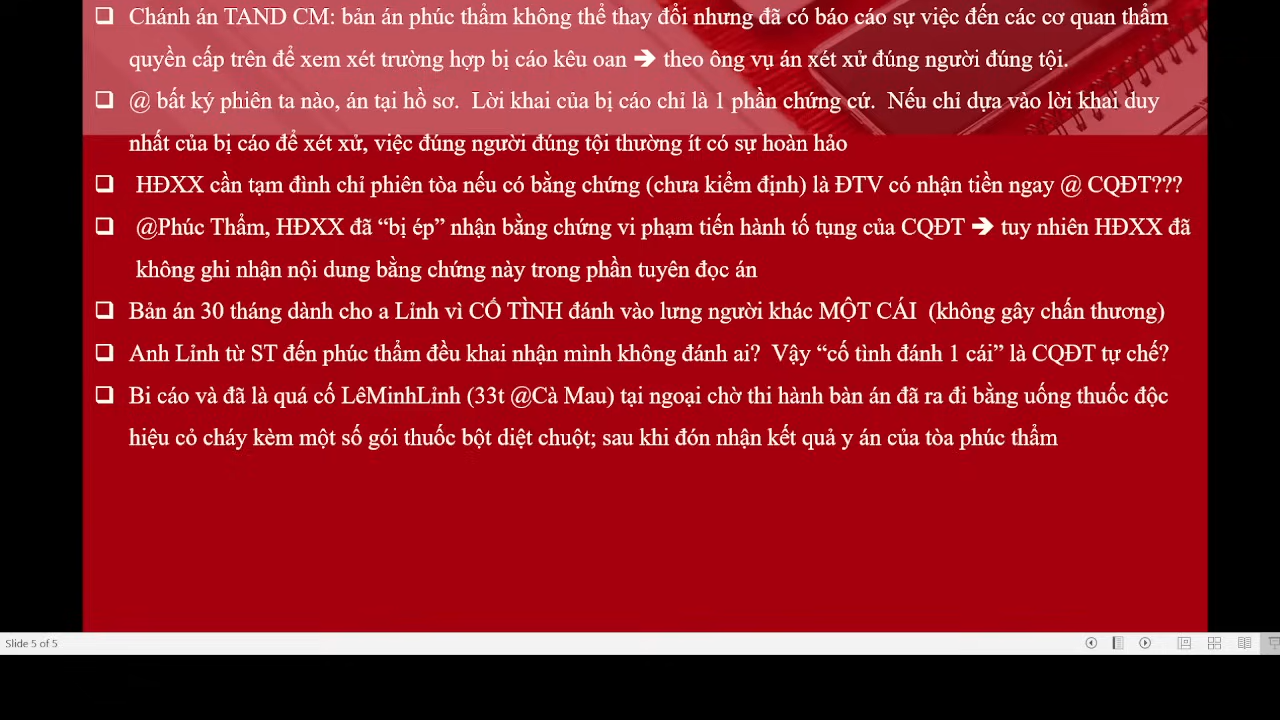 ❑ Chánh án TAND CM: bản án phúc thẩm không thể thay đổi nhưng đã có báo cáo sự việc đến các cơ quan thẩm
quyền cấp trên để xem xét trường hợp bị cáo kêu oan ➔ theo ông vụ án xét xử đúng người đúng tội.
❑ @ bất kỳ phiên ta nào, án tại hồ sơ. Lời khai của bị cáo chỉ là 1 phần chứng cứ. Nếu chỉ dựa vào lời khai duy
nhất của bị cáo để xét xử, việc đúng người đúng tội thường ít có sự hoàn hảo
❑ HĐXX cần tạm đình chỉ phiên tòa nếu có bằng chứng (chưa kiểm định) là ĐTV có nhận tiền ngay @ CQĐT???
❑ @Phúc Thẩm, HĐXX đã “bị ép” nhận bằng chứng vi phạm tiến hành tố tụng của CQĐT ➔ tuy nhiên HĐXX đã
không ghi nhận nội dung bằng chứng này trong phần tuyên đọc án
❑ Bản án 30 tháng dành cho a Lỉnh vì CỐ TÌNH đánh vào lưng người khác MỘT CÁI (không gây chấn thương)
❑ Anh Lỉnh từ ST đến phúc thẩm đều khai nhận mình không đánh ai? Vậy “cố tình đánh 1 cái” là CQĐT tự chế?
❑ Bi cáo và đã là quá cố LêMinhLỉnh (33t @Cà Mau) tại ngoại chờ thi hành bàn án đã ra đi bằng uống thuốc độc
hiệu cỏ cháy kèm một số gói thuốc bột diệt chuột; sau khi đón nhận kết quả y án của tòa phúc thẩm
Slide 5 of 5